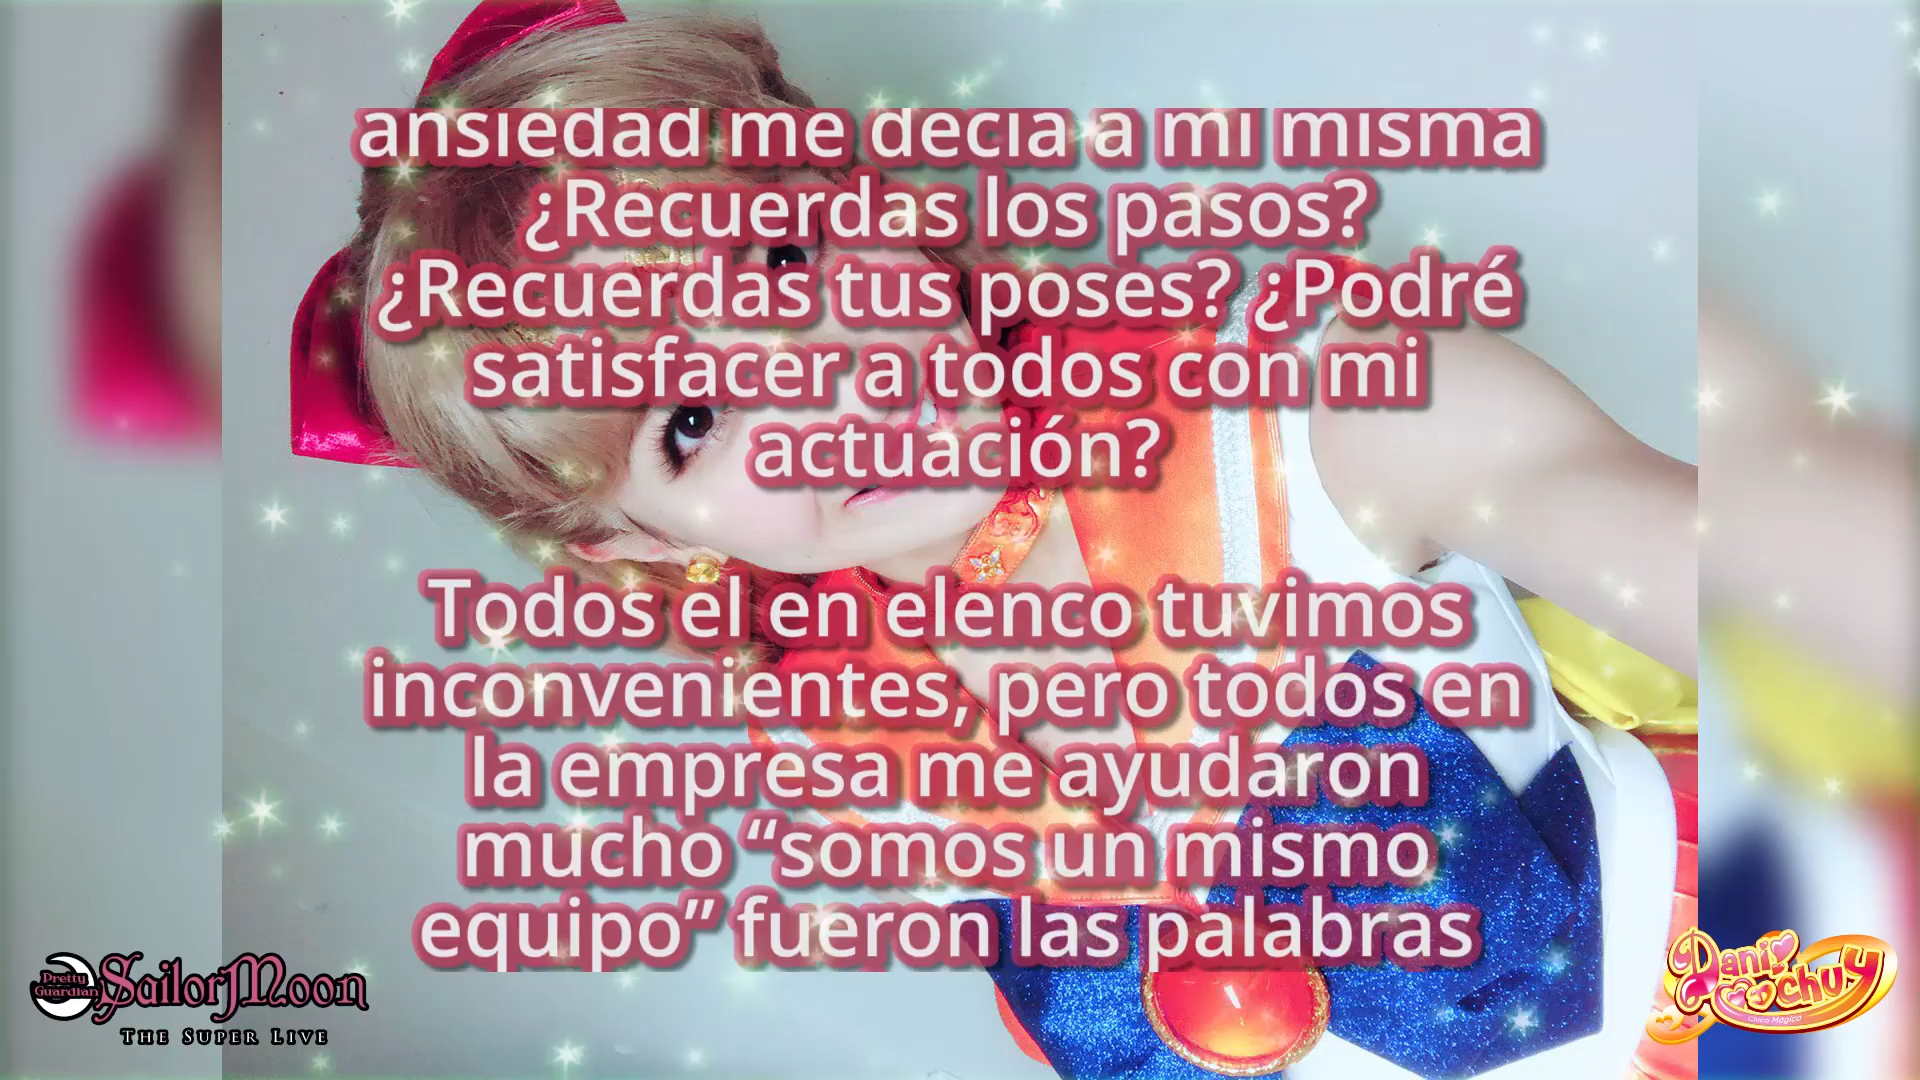 ansiedad me decía a mi misma
¿Recuerdas los pasos?
¿Recuerdas tus poses? ¿Podré
satisfacer a todos con mi
actuación?
Todos el en elenco tuvimos
inconvenientes, pero todos en
la empresa me ayudaron
mucho “somos un mismo
equipo” fueron las palabras
Pretty
Guardian
Sailor Moon
The Super Live
Dani
Cochuy
Chico Mágico